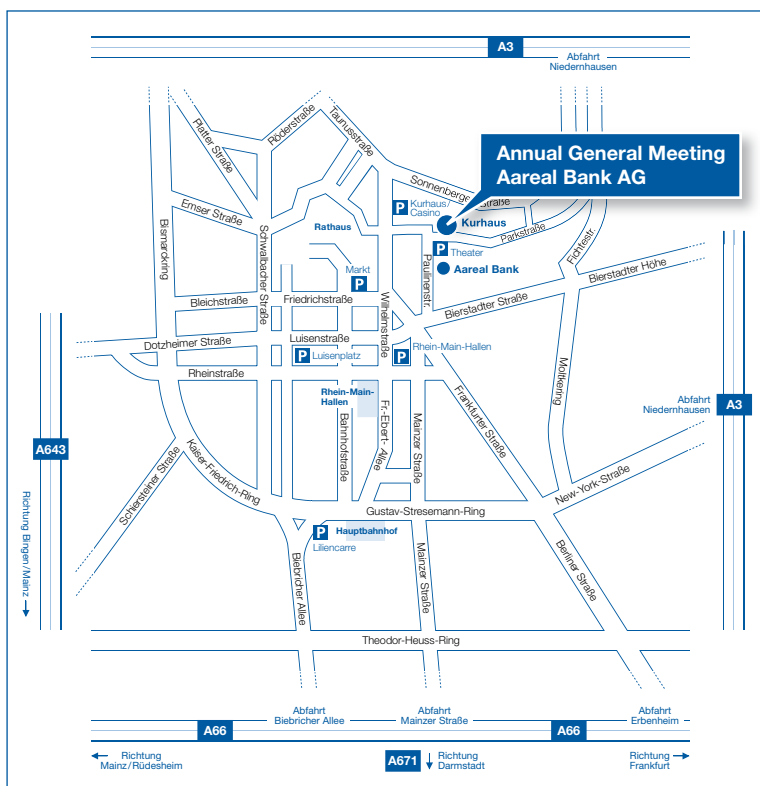 A3
Abfahrt
Niedernhausen
Annual General Meeting
Aareal Bank AG
Platter Straße
Röderstraße
Taunusstraße
Sonnenberger Straße
P
Kurhaus/
Casino
Kurhaus
Parkstraße
Emser Straße
Bismarckring
Schwalbacher Straße
Rathaus
P
Theater
Aareal Bank
Paulinenstr.
Fichtestr.
Bierstadter Höhe
Markt
P
Wilhelmstraße
Bierstadter Straße
Bleichstraße
Friedrichstraße
Dotzheimer Straße
Luisenstraße
P
Luisenplatz
Rhein-Main-Hallen
P
Rheinstraße
Moltkering
Frankfurter Straße
Rhein-Main-
Hallen
Bahnhofstraße
Fr.-Ebert-
Allee
Mainzer Straße
Abfahrt
Niedernhausen
A3
A643
Richtung Bingen/Mainz
Schiersteiner Straße
Kaiser-Friedrich-Ring
New-York-Straße
Gustav-Stresemann-Ring
P
Liliencarre
Hauptbahnhof
Biebricher Allee
Mainzer Straße
Berliner Straße
Theodor-Heuss-Ring
Abfahrt
Biebricher Allee
Abfahrt
Mainzer Straße
Abfahrt
Erbenheim
A66
A66
Richtung
Mainz/Rüdesheim
A671
Richtung
Darmstadt
Richtung
Frankfurt